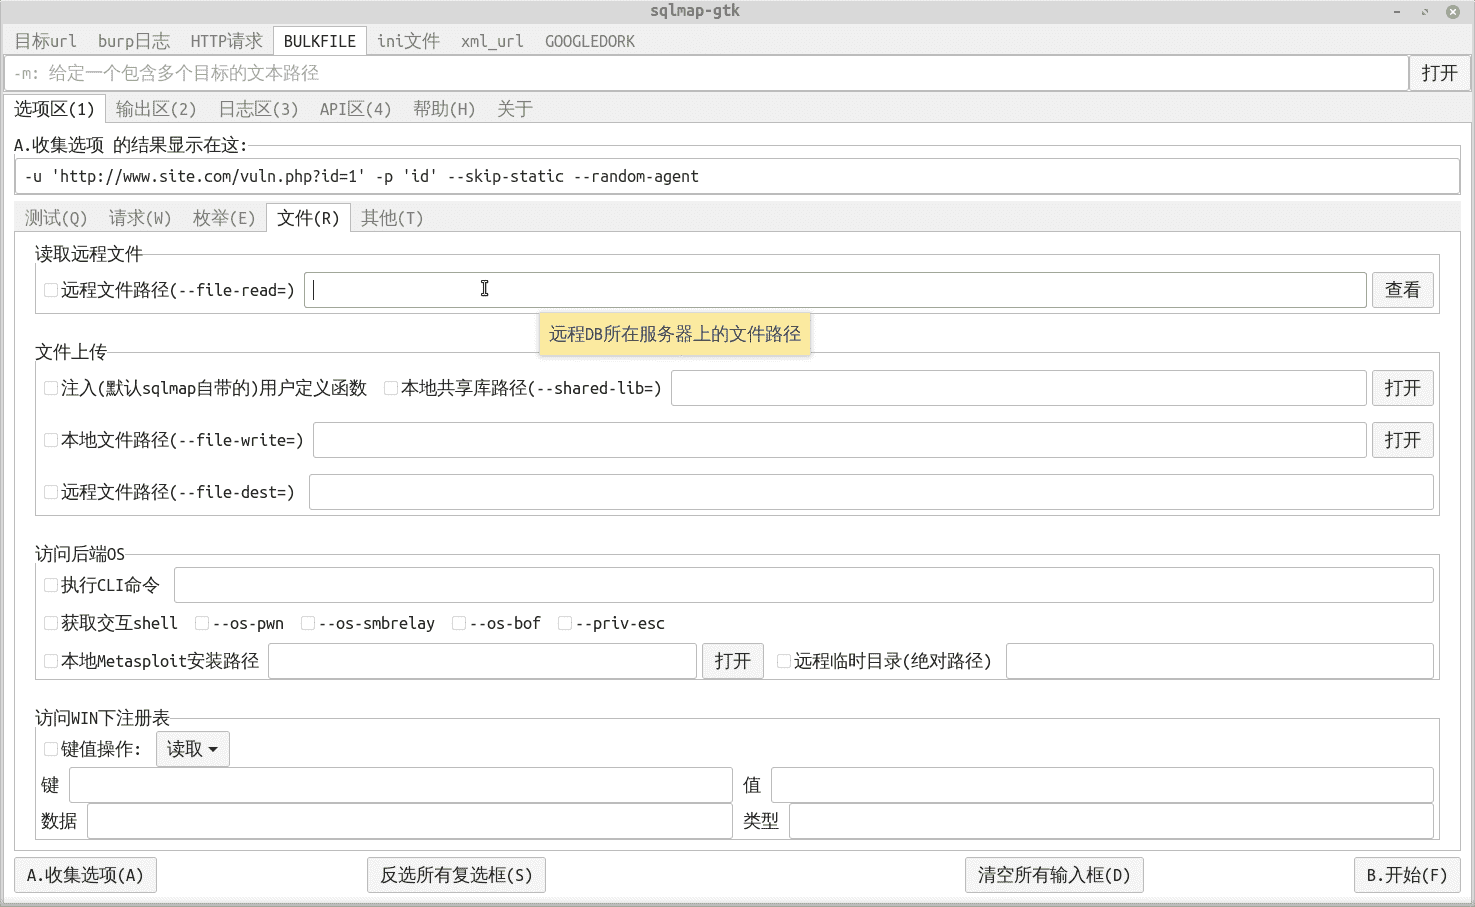 sqlmap-gtk
目标url burp日志 HTTP请求 BULKFILE ini文件 xml_url GOOGLEDORK
-m: 给定一个包含多个目标的文本路径 打开
选项区(1) 输出区(2) 日志区(3) API区(4) 帮助(H) 关于
A.收集选项 的结果显示在这:
-u 'http://www.site.com/vuln.php?id=1' -p 'id' --skip-static --random-agent
测试(Q) 请求(W) 枚举(E) 文件(R) 其他(T)
读取远程文件
远程文件路径(--file-read=) 查看
远程DB所在服务器上的文件路径
文件上传
注入(默认sqlmap自带的)用户定义函数 本地共享库路径(--shared-lib=) 打开
本地文件路径(--file-write=) 打开
远程文件路径(--file-dest=)
访问后端OS
执行CLI命令
获取交互shell --os-pwn --os-smbrelay --os-bof --priv-esc
本地Metasploit安装路径 打开 远程临时目录(绝对路径)
访问WIN下注册表
键值操作: 读取
键 值
数据 类型
A.收集选项(A) 反选所有复选框(S) 清空所有输入框(D) B.开始(F)